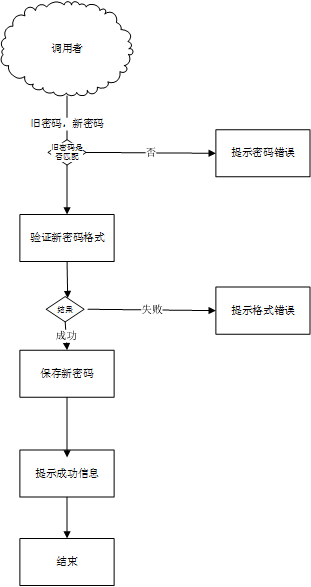 调用者
旧密码，新密码
旧密码是
否匹配
否
提示密码错误
验证新密码格式
结果
失败
提示格式错误
成功
保存新密码
提示成功信息
结束